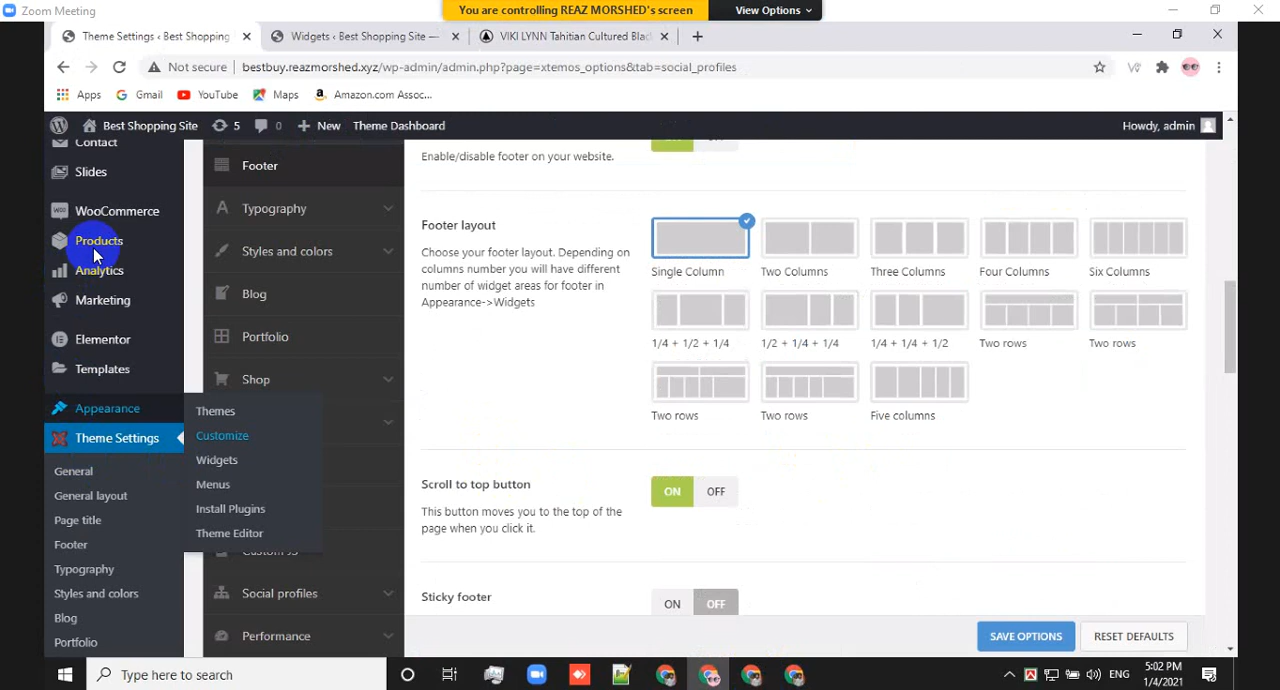 Zoom Meeting
You are controlling REAZ MORSHED's screen
View Options
Theme Settings ‹ Best Shopping
Widgets ‹ Best Shopping Site —
VIKI LYNN Tahitian Cultured Blac
Not secure
bestbuy.reazmorshed.xyz/wp-admin/admin.php?page=xtemos_options&tab=social_profiles
Apps
Gmail
YouTube
Maps
Amazon.com Assoc...
Best Shopping Site
5
0
New
Theme Dashboard
Howdy, admin
Contact
Slides
WooCommerce
Products
Analytics
Marketing
Elementor
Templates
Appearance
Theme Settings
General
General layout
Page title
Footer
Typography
Styles and colors
Blog
Portfolio
Themes
Customize
Widgets
Menus
Install Plugins
Theme Editor
Footer
Typography
Styles and colors
Blog
Portfolio
Shop
Social profiles
Performance
Enable/disable footer on your website.
Footer layout
Choose your footer layout. Depending on
columns number you will have different
number of widget areas for footer in
Appearance->Widgets
Single Column
Two Columns
Three Columns
Four Columns
Six Columns
1/4 + 1/2 + 1/4
1/2 + 1/4 + 1/4
1/4 + 1/4 + 1/2
Two rows
Two rows
Two rows
Two rows
Five columns
Scroll to top button
This button moves you to the top of the
page when you click it.
ON
OFF
Sticky footer
ON
OFF
SAVE OPTIONS
RESET DEFAULTS
Type here to search
ENG
5:02 PM
1/4/2021